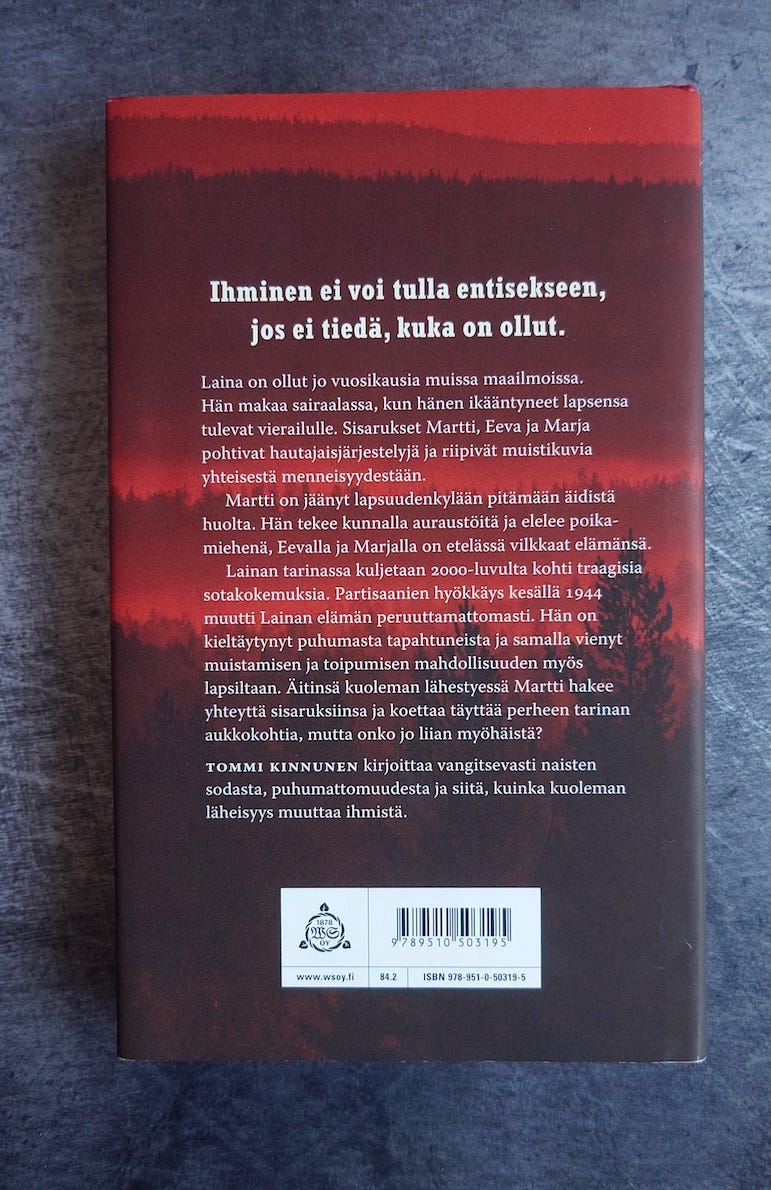 Ihminen ei voi tulla entisekseen,
jos ei tiedä, kuka on ollut.
Laina on ollut jo vuosikausia muissa maailmoissa.
Hän makaa sairaalassa, kun hänen ikääntyneet lapsensa
tulevat vierailulle. Sisarukset Martti, Eeva ja Marja
pohtivat hautajaisjärjestelyjä ja riipivät muistikuvia
yhteisestä menneisyydestään.
Martti on jäänyt lapsuudenkylään pitämään äidistä
huolta. Hän tekee kunnalla auraustöitä ja elelee poika-
miehenä, Eevalla ja Marjalla on etelässä vilkkaat elämänsä.
Lainan tarinassa kuljetaan 2000-luvulta kohti traagisia
sotakokemuksia. Partisaanien hyökkäys kesällä 1944
muutti Lainan elämän peruuttamattomasti. Hän on
kieltäytynyt puhumasta tapahtuneista ja samalla vienyt
muistamisen ja toipumisen mahdollisuuden myös
lapsiltaan. Äitinsä kuoleman lähestyessä Martti hakee
yhteyttä sisaruksiinsa ja koettaa täyttää perheen tarinan
aukkokohtia, mutta onko jo liian myöhäistä?
TOMMI KINNUNEN kirjoittaa vangitsevasti naisten
sodasta, puhumattomuudesta ja siitä, kuinka kuoleman
läheisyys muuttaa ihmistä.
1878
WS
OY
9 789510 503195
www.wsoy.fi 84.2 ISBN 978-951-0-50319-5